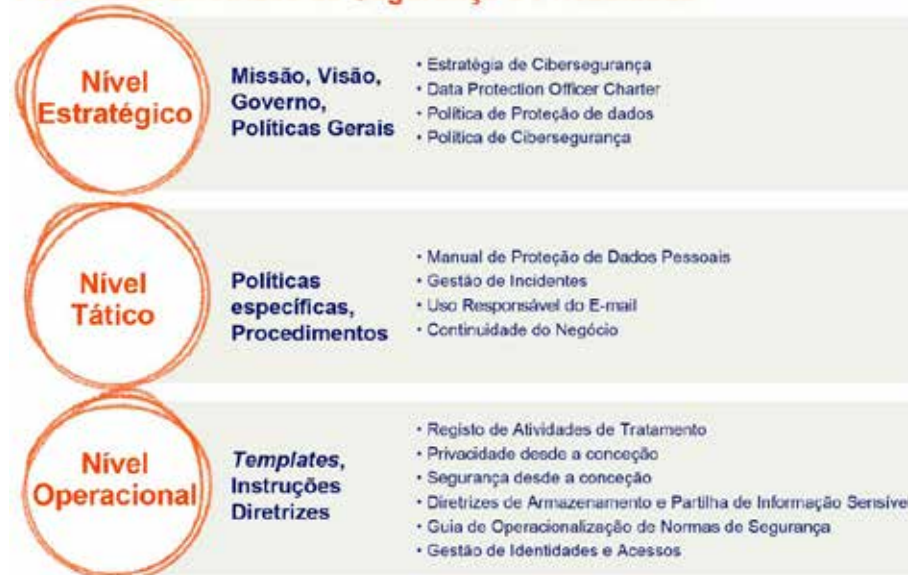 Nível
Estratégico
Missão, Visão,
Governo,
Políticas Gerais
• Estratégia de Cibersegurança
• Data Protection Officer Charter
• Política de Proteção de dados
• Política de Cibersegurança
Nível
Tático
Políticas
específicas,
Procedimentos
• Manual de Proteção de Dados Pessoais
• Gestão de Incidentes
• Uso Responsável do E-mail
• Continuidade do Negócio
Nível
Operacional
Templates,
Instruções
Diretrizes
• Registo de Atividades de Tratamento
• Privacidade desde a conceção
• Segurança desde a conceção
• Diretrizes de Armazenamento e Partilha de Informação Sensíve
• Guia de Operacionalização de Normas de Segurança
• Gestão de Identidades e Acessos